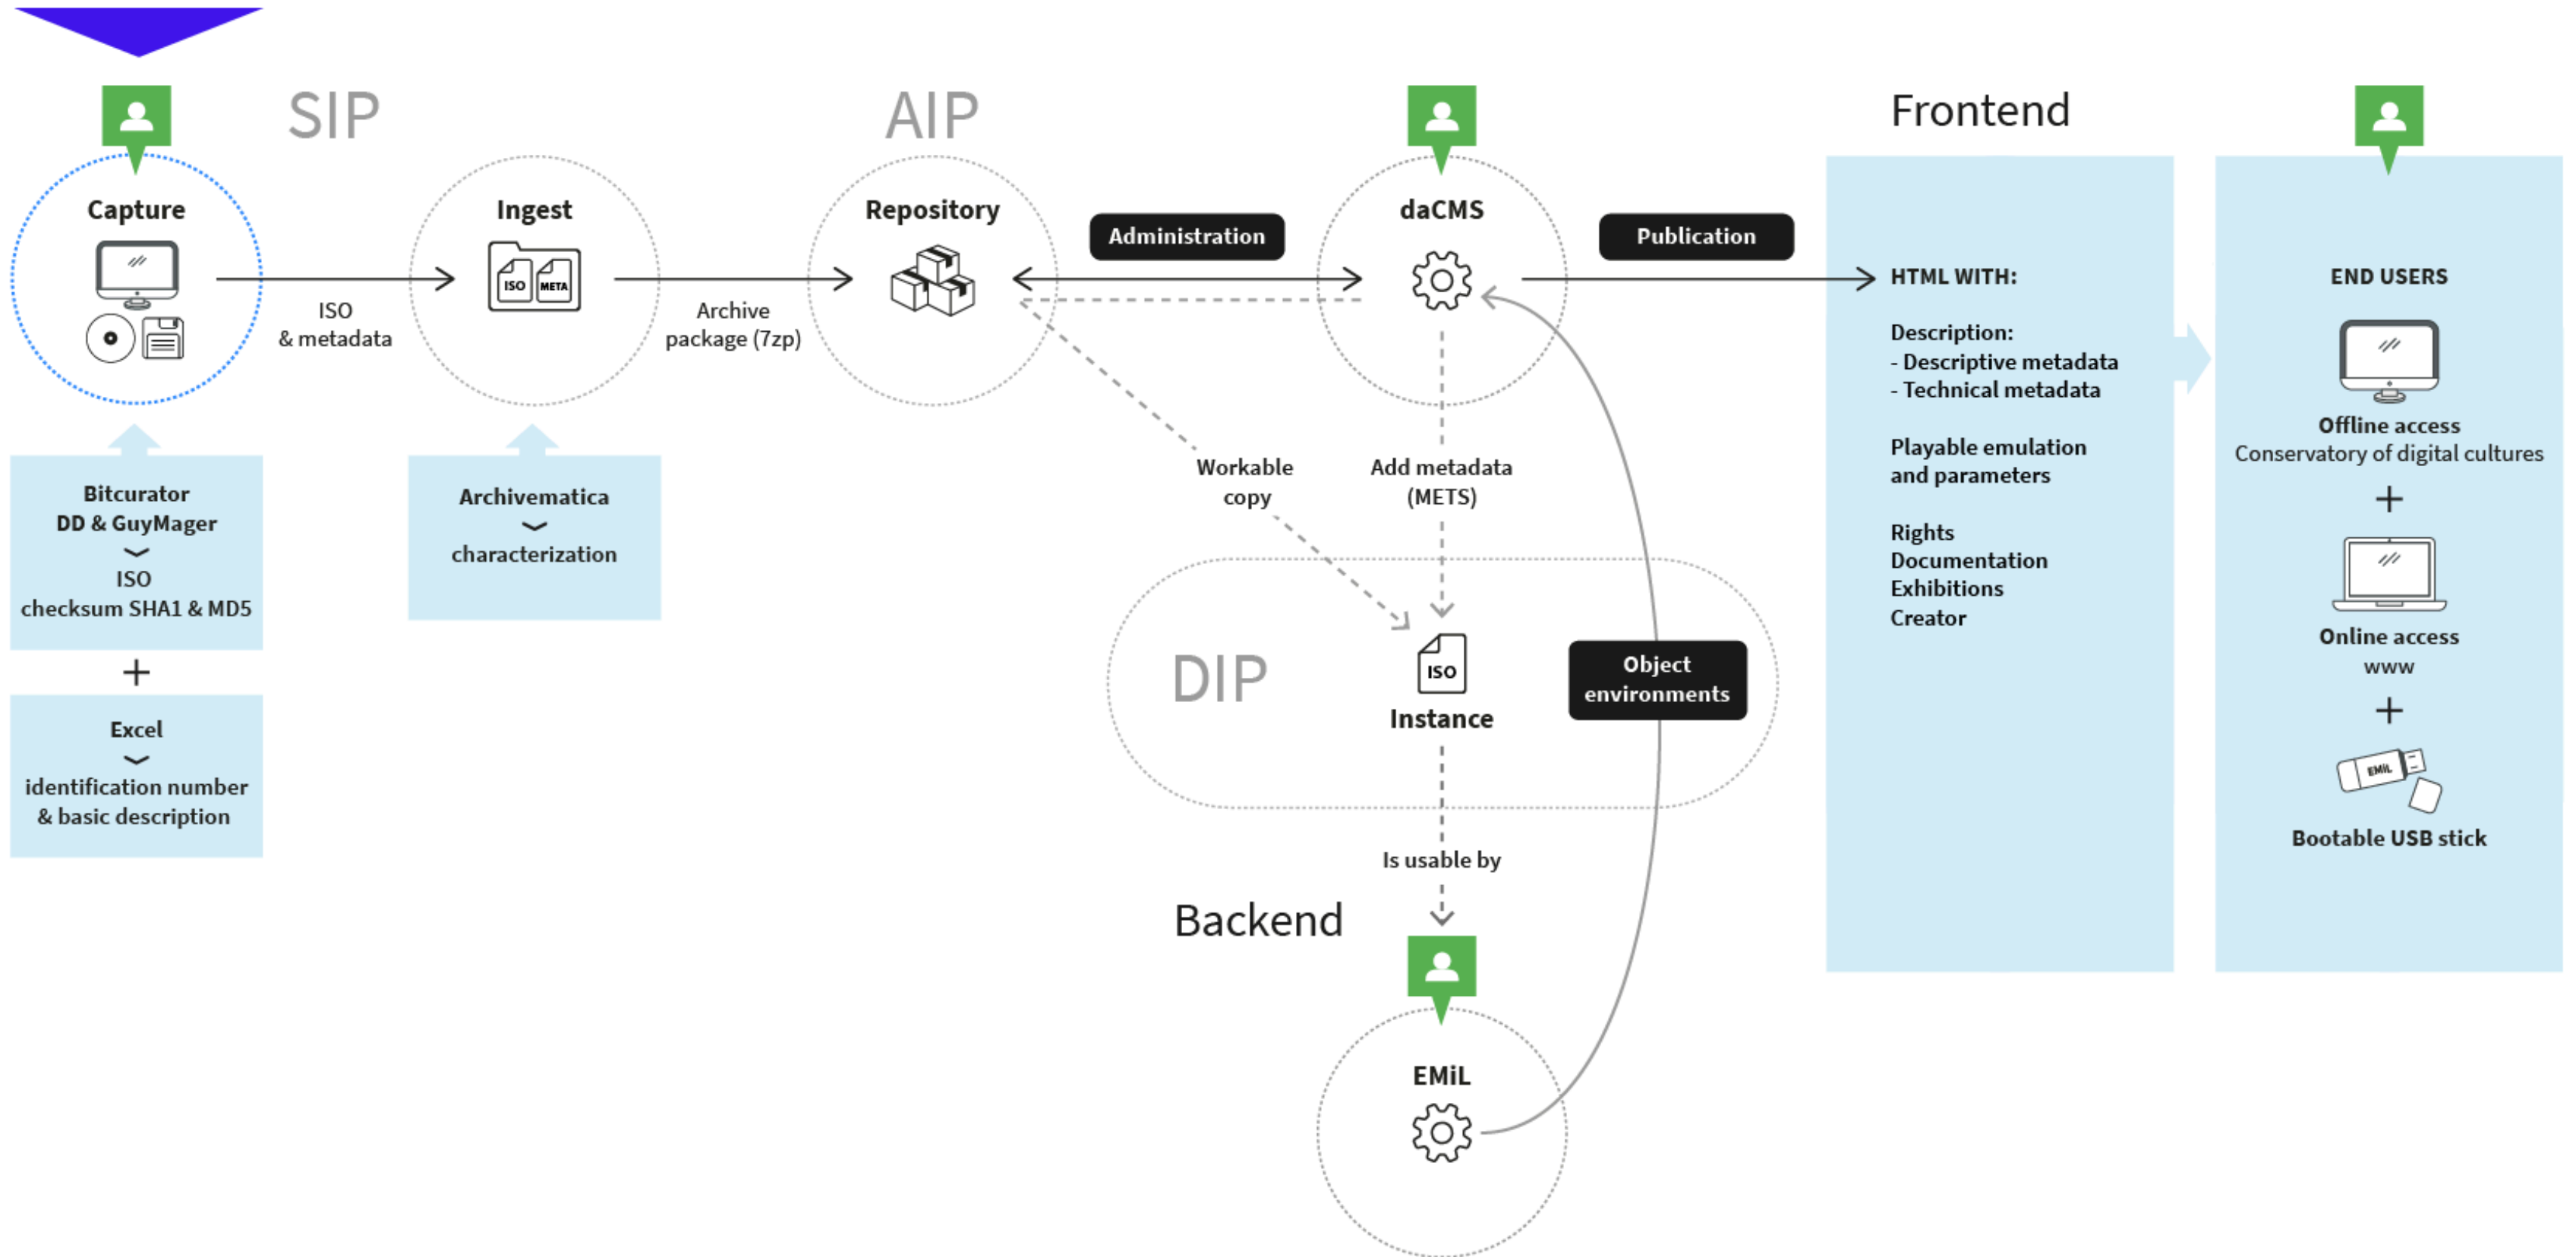 SIP
AIP
Frontend
Capture
ISO
& metadata
Ingest
ISO
META
Archive
package (7zp)
Repository
Administration
daCMS
Publication
HTML WITH:
Description:
- Descriptive metadata
- Technical metadata
Playable emulation
and parameters
Rights
Documentation
Exhibitions
Creator
END USERS
Offline access
Conservatory of digital cultures
+
Online access
www
+
EMiL
Bootable USB stick
Bitcurator
DD & GuyMager
ISO
checksum SHA1 & MD5
+
Excel
identification number
& basic description
Archivematica
characterization
Workable
copy
Add metadata
(METS)
DIP
ISO
Instance
Object
environments
Is usable by
Backend
EMiL